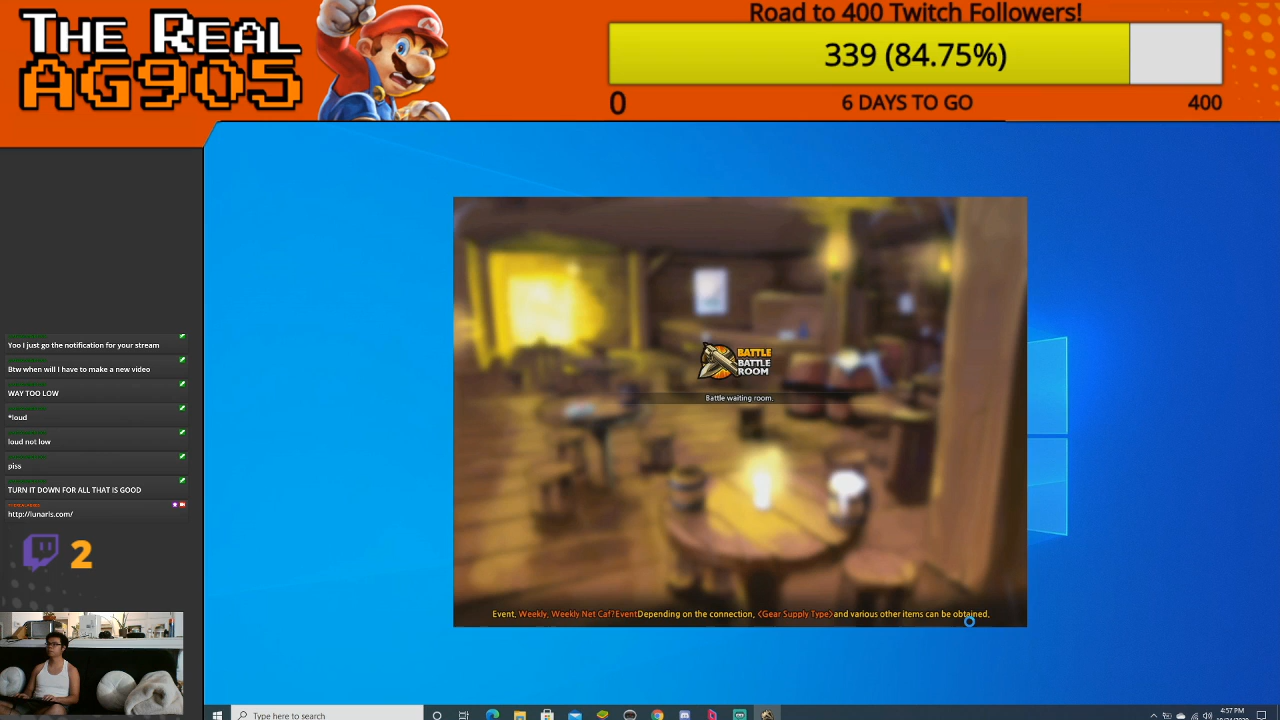 THE REAL
AG905
Road to 400 Twitch Followers!
339 (84.75%)
0
6 DAYS TO GO
400
Yoo I just go the notification for your stream
Btw when will I have to make a new video
WAY TOO LOW
*loud
loud not low
piss
TURN IT DOWN FOR ALL THAT IS GOOD
http://lunaris.com/
2
BATTLE
BATTLE
ROOM
Battle waiting room.
Event, Weekly, Weekly Net Caf?EventDepending on the connection, <Gear Supply Type>and various other items can be obtained.
Type here to search
4:57 PM